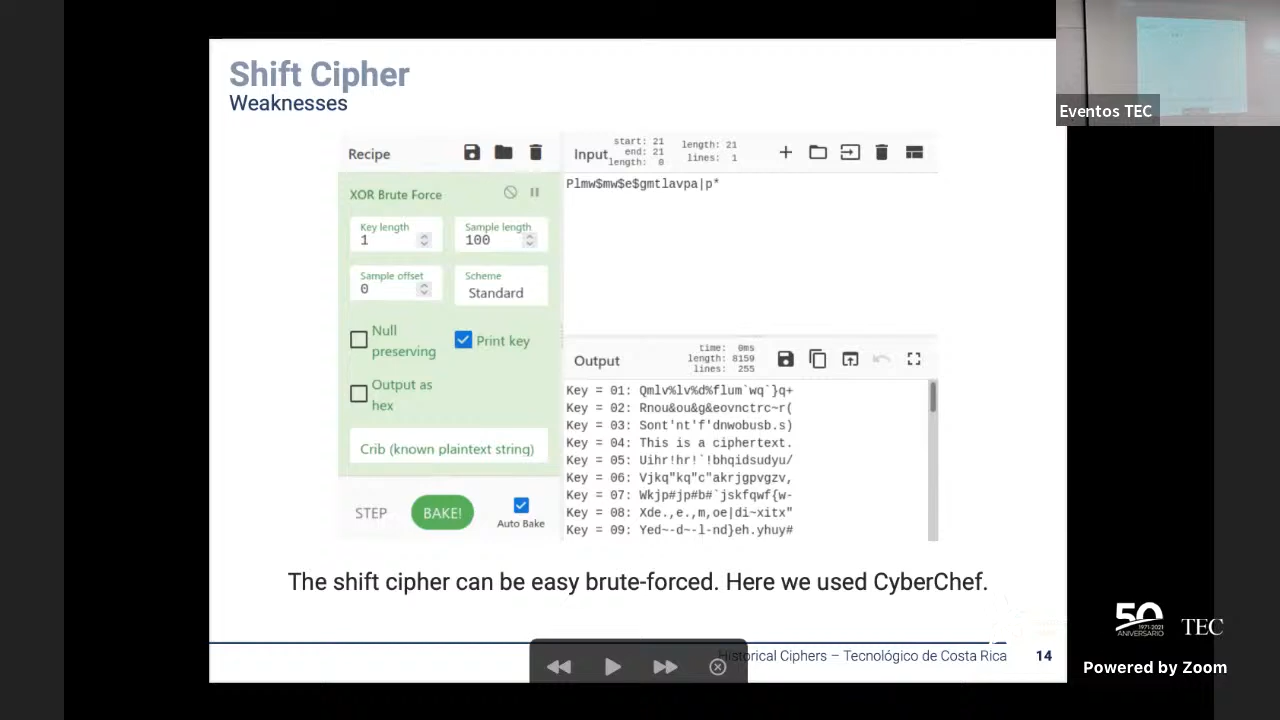 Shift Cipher
Weaknesses
Eventos TEC
Recipe
XOR Brute Force
Key length
1
Sample length
100
Sample offset
0
Scheme
Standard
Null preserving
Print key
Output as hex
Crib (known plaintext string)
STEP
BAKE!
Auto Bake
Input
start: 21
end: 21
length: 0
length: 21
lines: 1
Plmw$mw$e$gmtlavpa|p*
Output
time: 0ms
length: 8159
lines: 255
Key = 01: Qmlv%lv%d%flum`wq`}q+
Key = 02: Rnou&ou&g&eovnctrc~r(
Key = 03: Sont'nt'f'dnwobusb.s)
Key = 04: This is a ciphertext.
Key = 05: Uihr!hr!`!bhqidsudyu/
Key = 06: Vjkq"kq"c"akrjgpvgzv,
Key = 07: Wkjp#jp#b#`jskfqwf{w-
Key = 08: Xde.,e.,m,oe|di~xitx"
Key = 09: Yed~-d~-l-nd}eh.yhuy#
The shift cipher can be easy brute-forced. Here we used CyberChef.
Historical Ciphers – Tecnológico de Costa Rica
14
50
1971-2021
ANIVERSARIO
TEC
Powered by Zoom